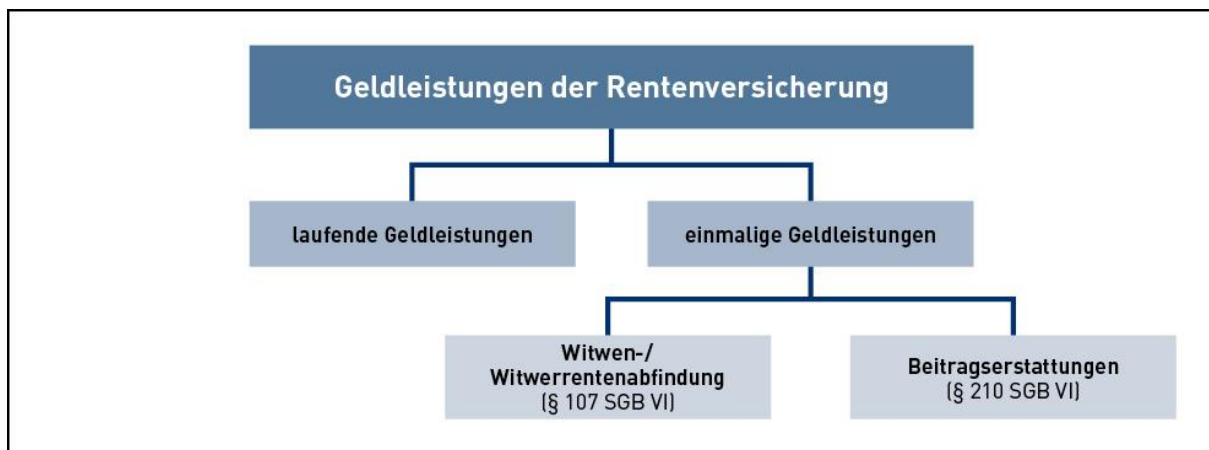 Geldleistungen der Rentenversicherung
laufende Geldleistungen
einmalige Geldleistungen
Witwen-/
Witwerrentenabfindung
(§ 107 SGB VI)
Beitragserstattungen
(§ 210 SGB VI)